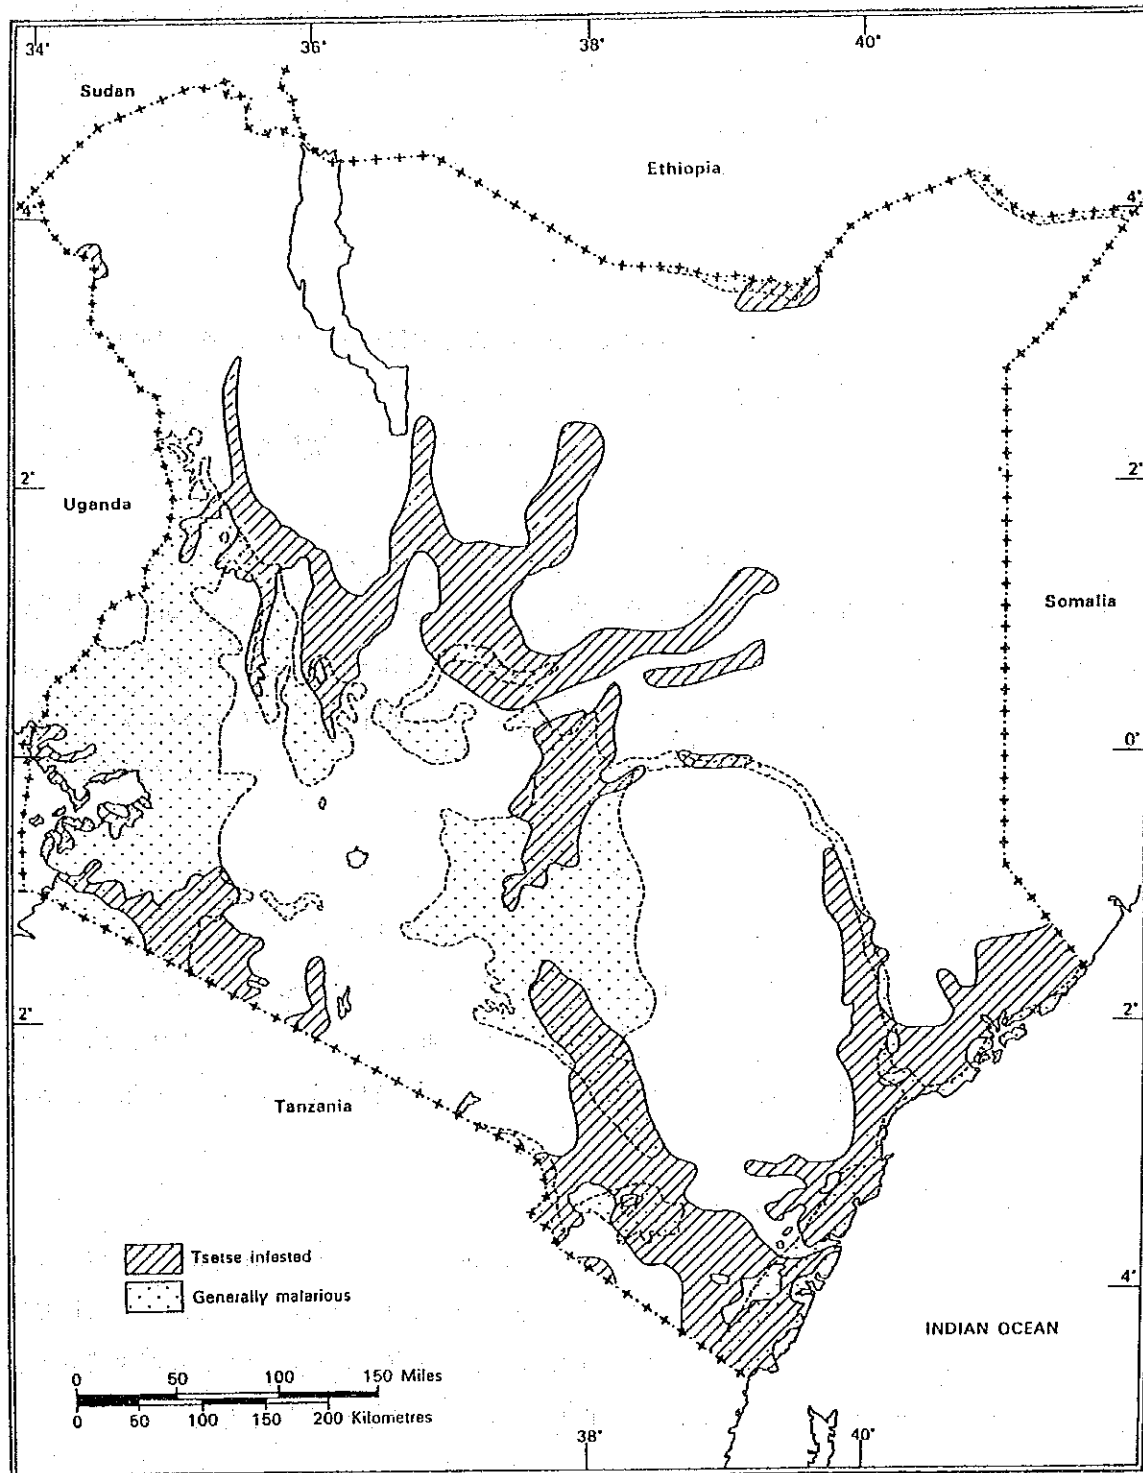 34° 36° 38° 40°
Sudan
Ethiopia
4° 4°
2° 2°
Uganda
Somalia
0°
2° 2°
Tanzania
Tsetse infested
Generally malarious
4°
INDIAN OCEAN
0 50 100 150 Miles
0 50 100 150 200 Kilometres
38° 40°